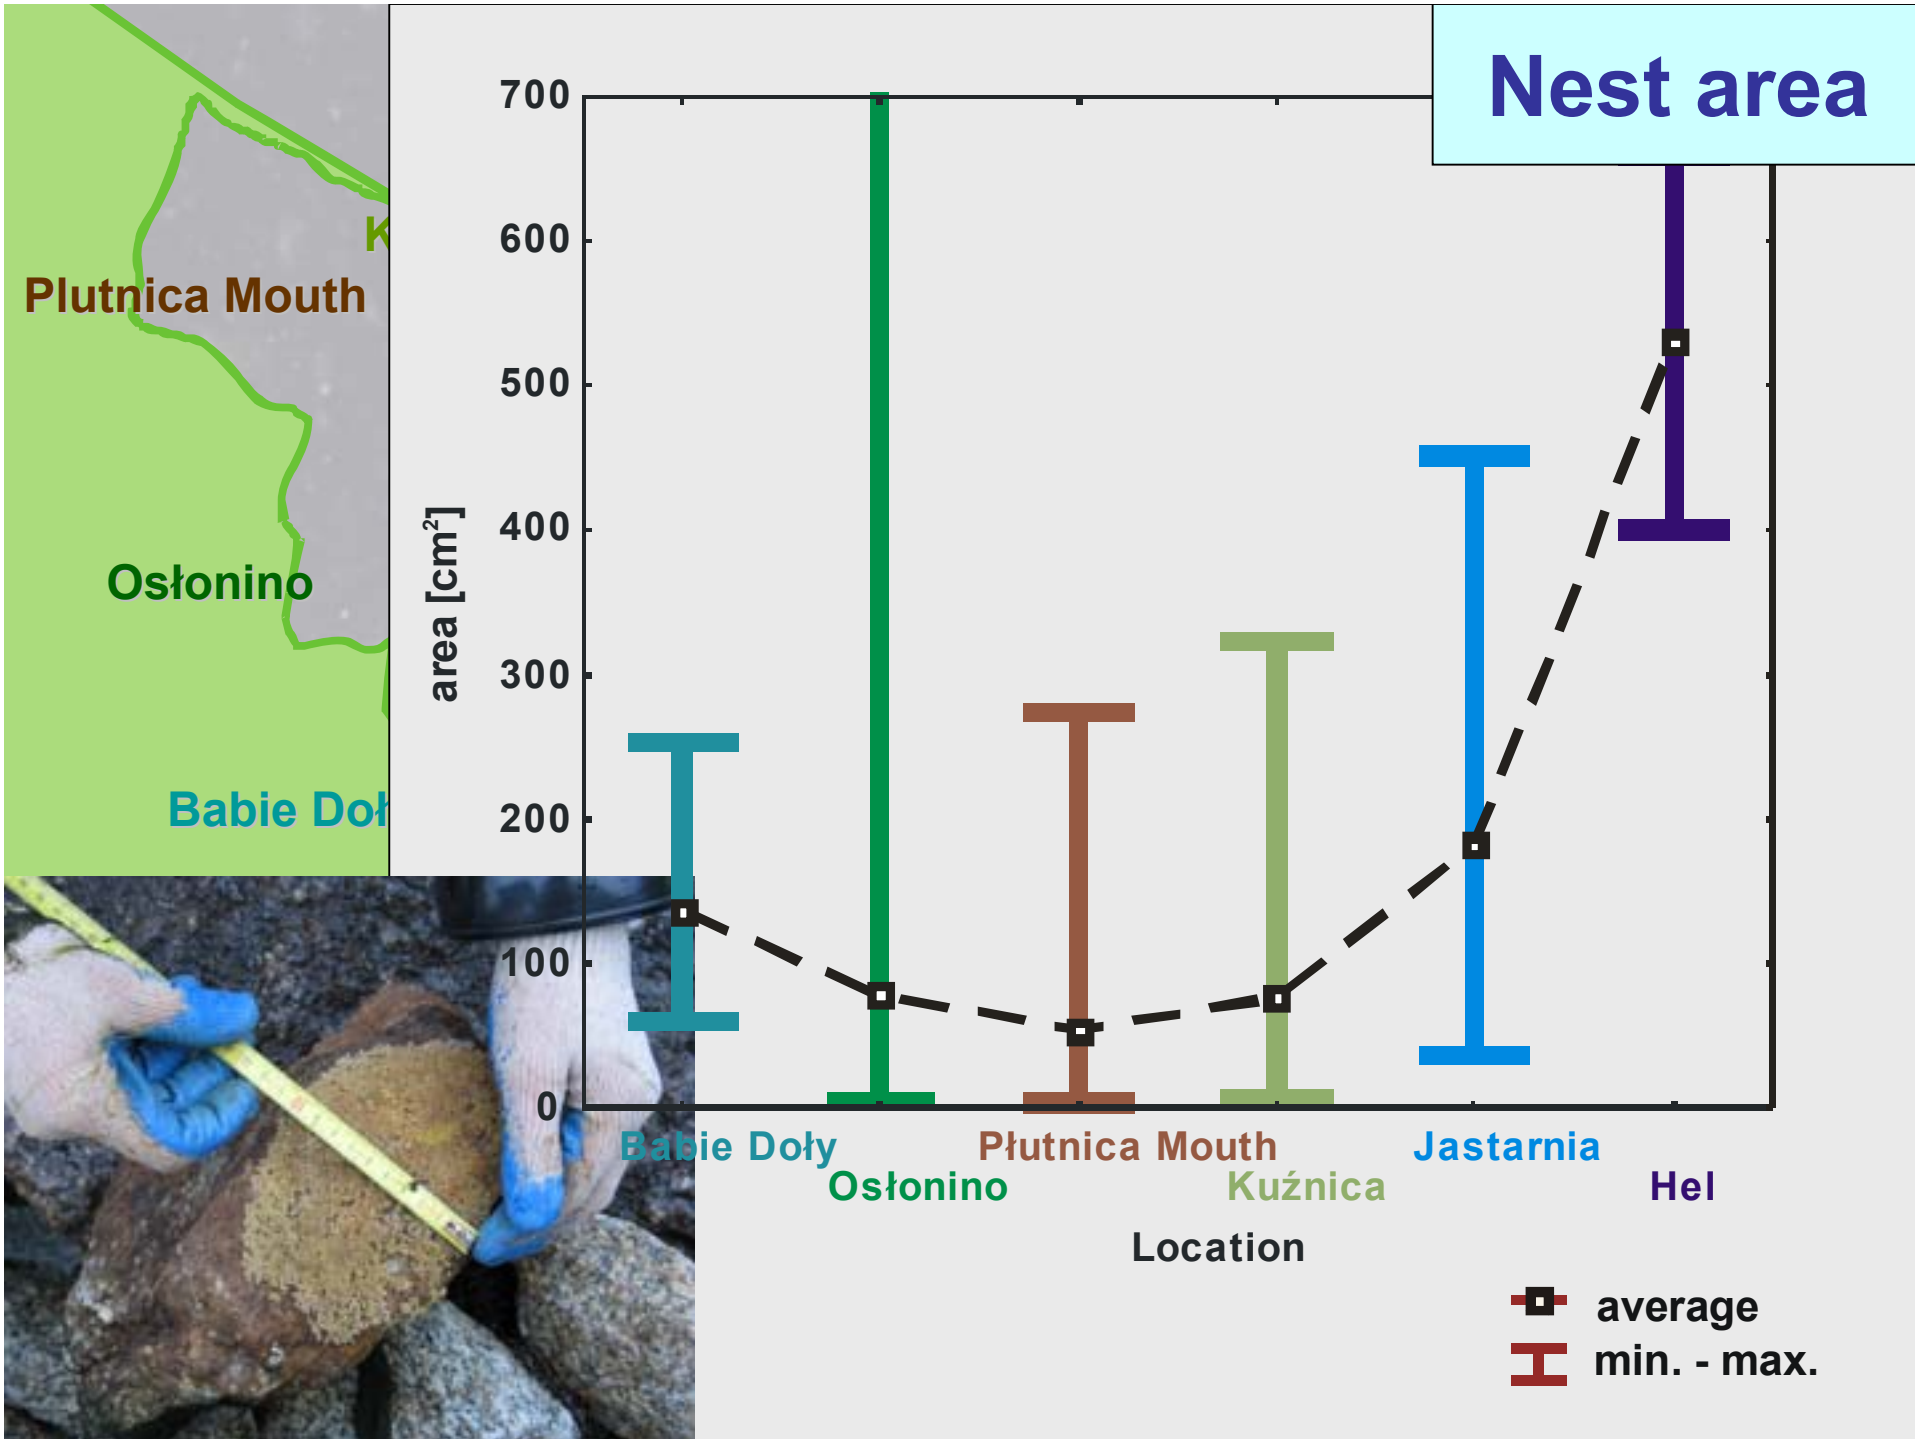 Nest area
K
Plutnica Mouth
Osłonino
Babie Doł
area [cm²]
700
600
500
400
300
200
100
0
Babie Doły
Osłonino
Płutnica Mouth
Kuźnica
Jastarnia
Hel
Location
average
min. - max.